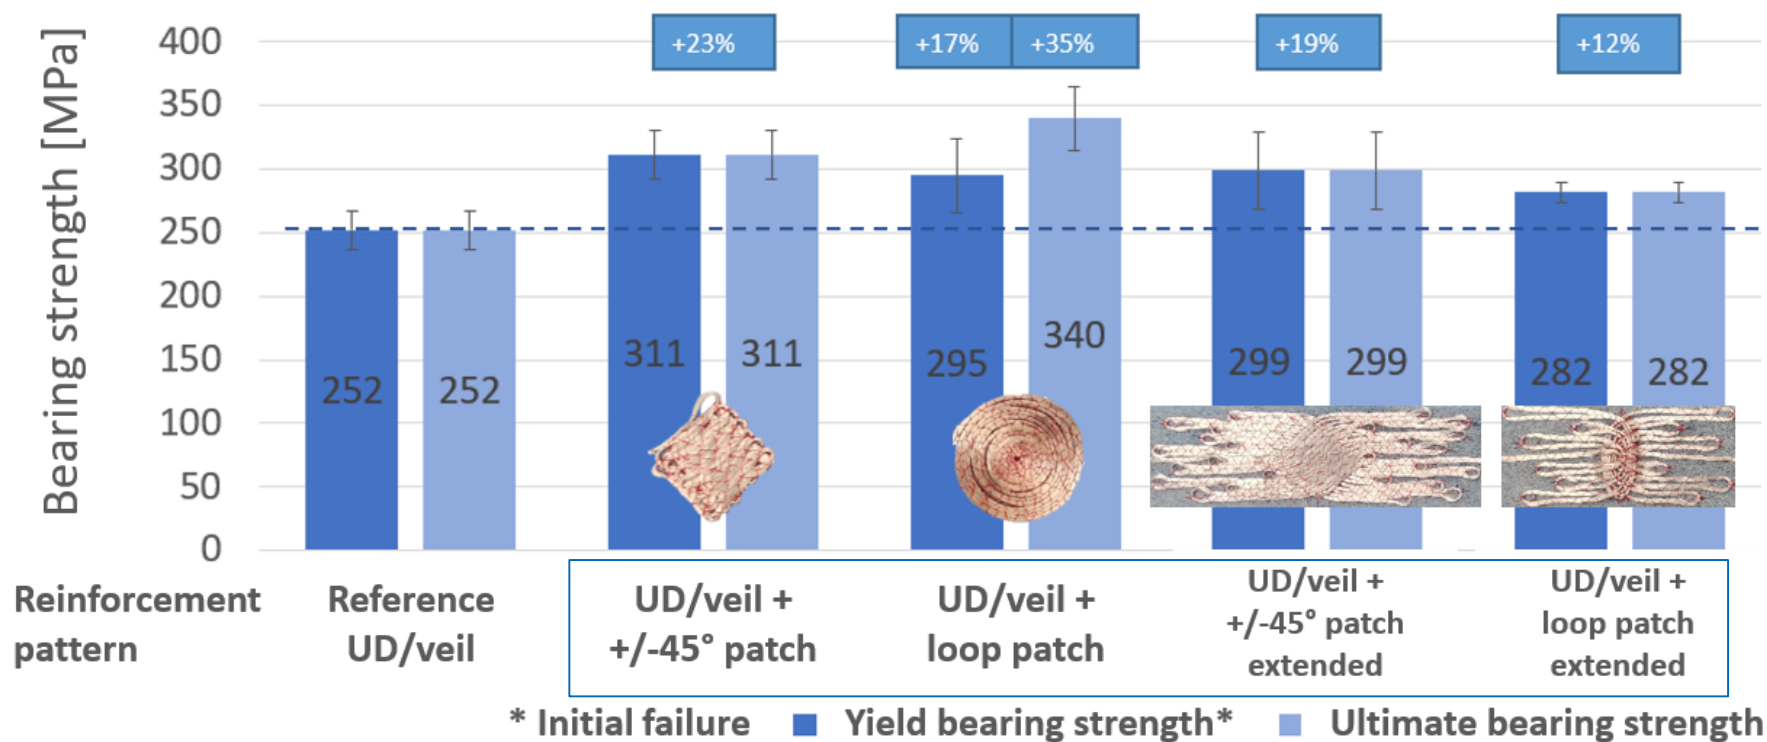 Bearing strength [MPa]
400
350
300
250
200
150
100
50
0
+23%
+17% +35%
+19%
+12%
252 252
311 311
295 340
299 299
282 282
Reinforcement
pattern
Reference
UD/veil
UD/veil +
+/-45° patch
UD/veil +
loop patch
UD/veil +
+/-45° patch
extended
UD/veil +
loop patch
extended
* Initial failure
Yield bearing strength*
Ultimate bearing strength